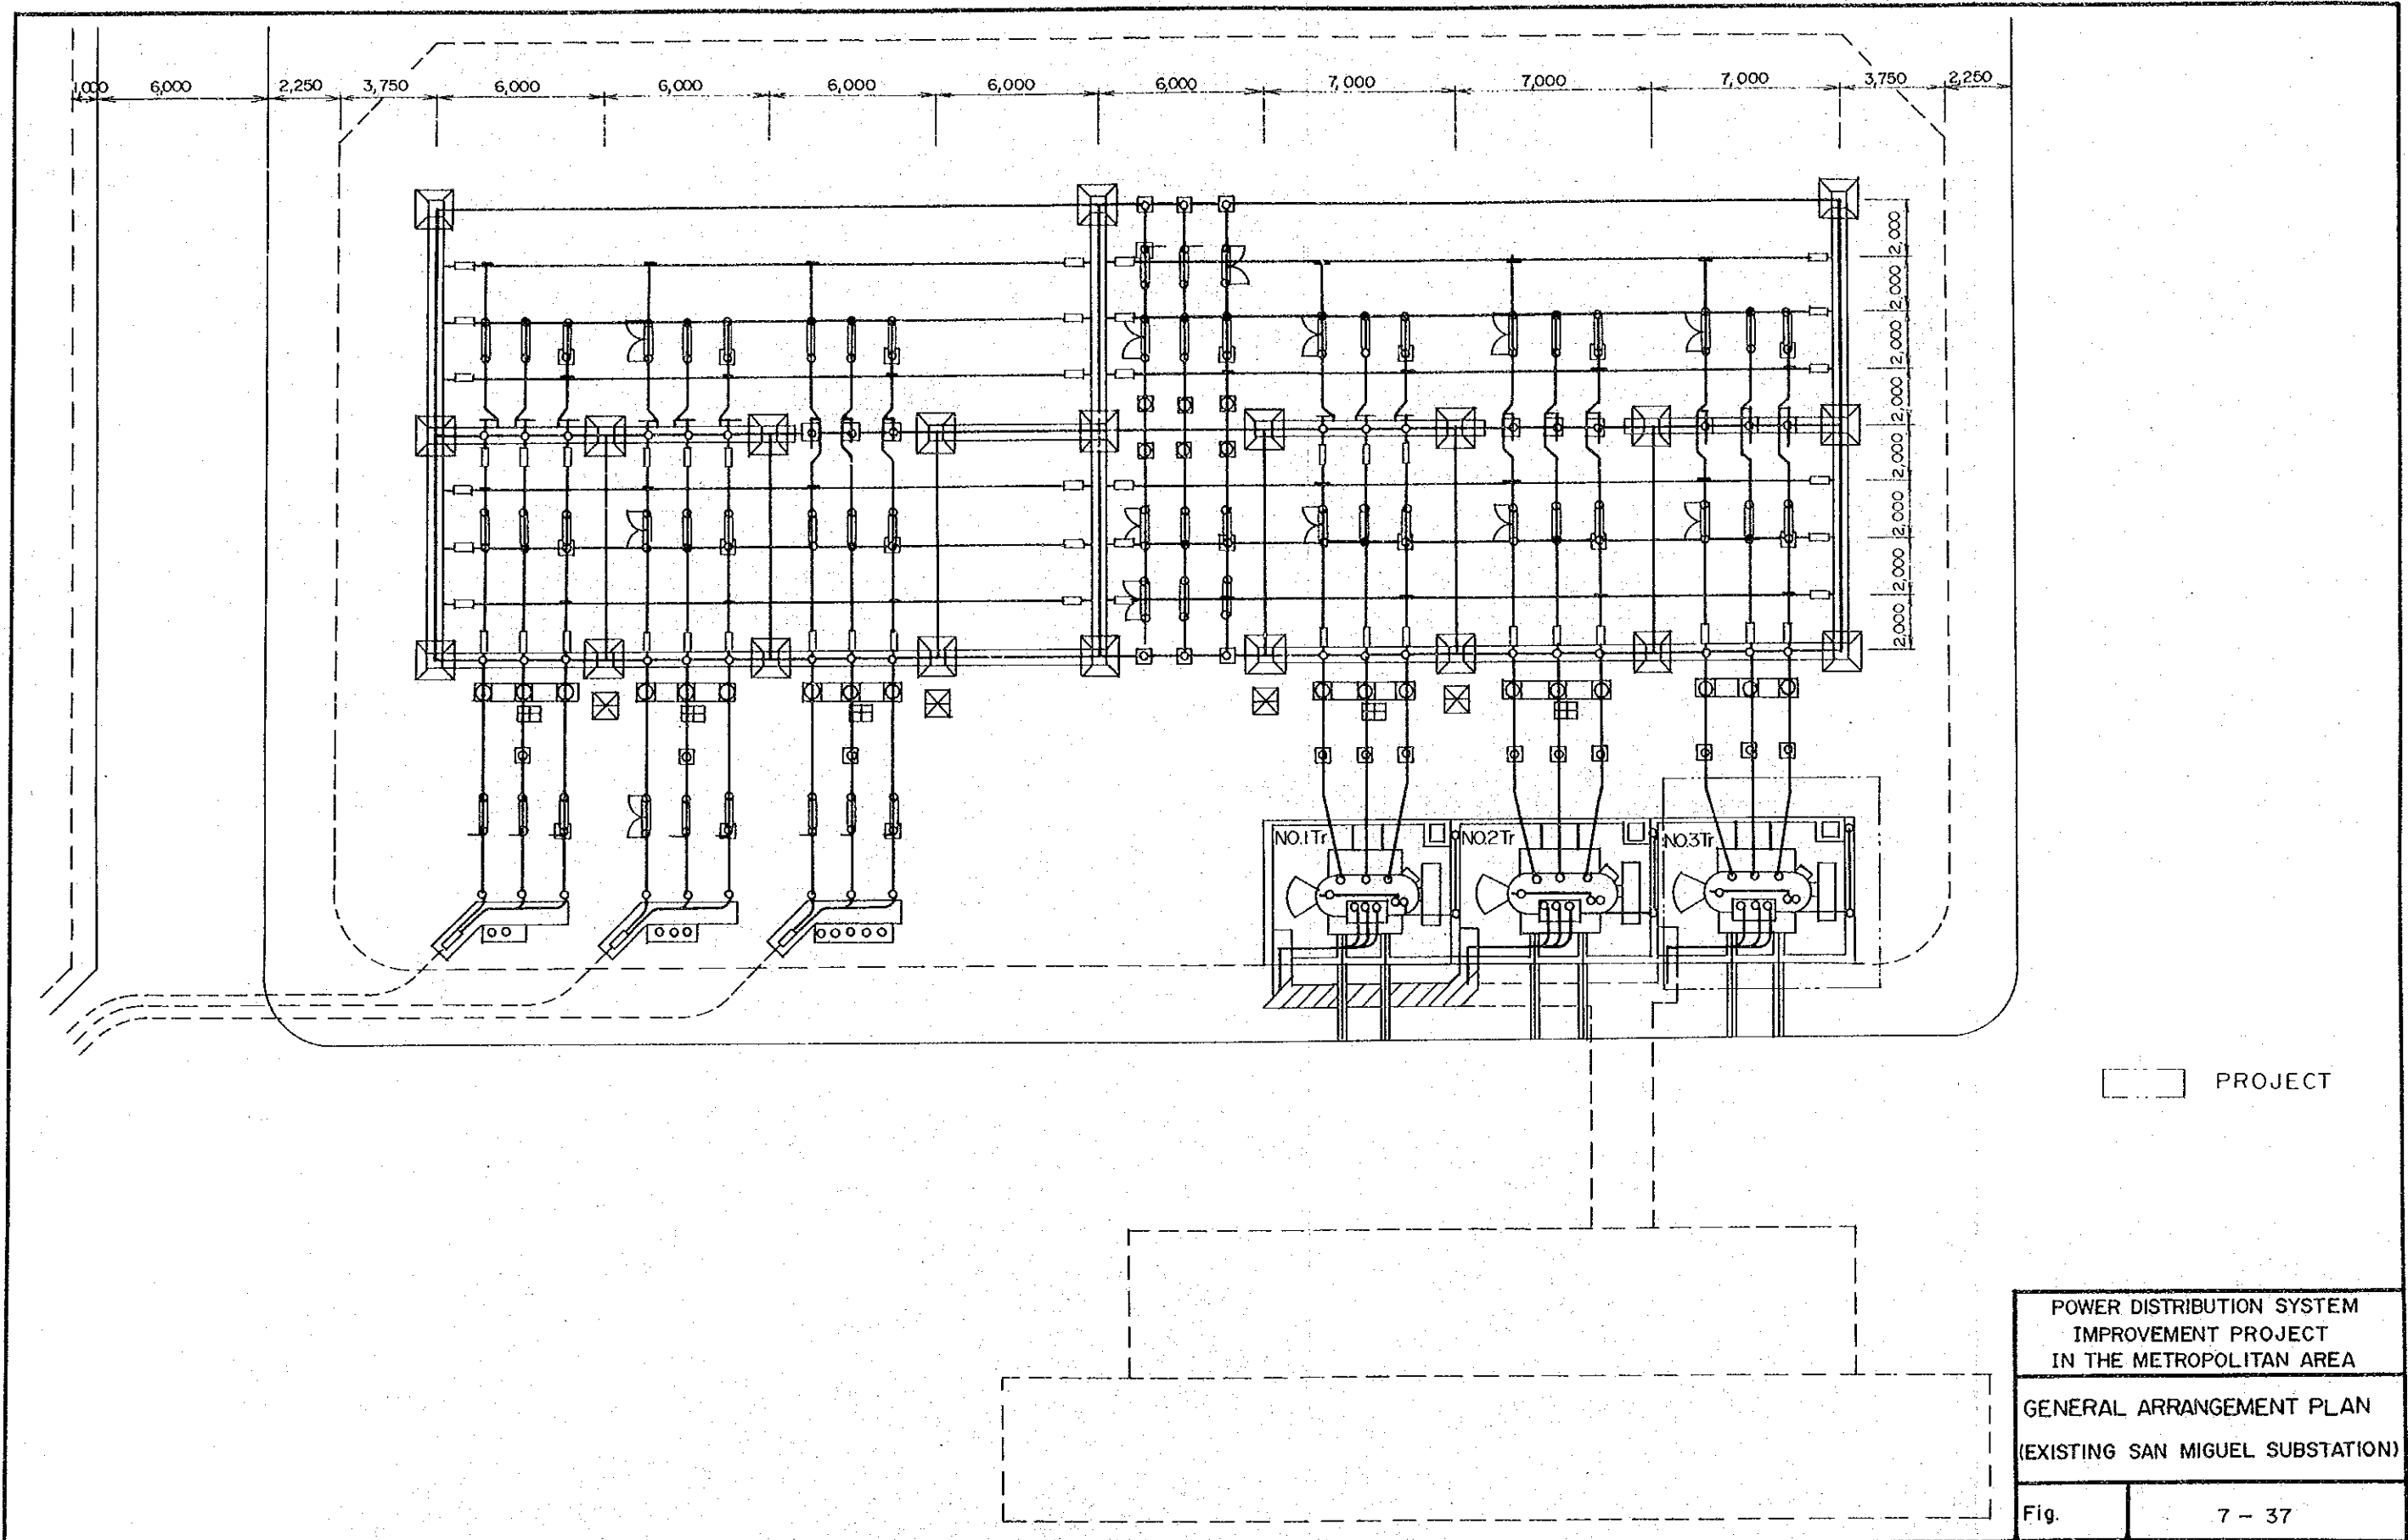 1,000 6,000 2,250 3,750 6,000 6,000 6,000 6,000 6,000 7,000 7,000 7,000 3,750 2,250
2,000
2,000
2,000
2,000
2,000
2,000
2,000
2,000
NO.1Tr NO.2Tr NO.3Tr
PROJECT
POWER DISTRIBUTION SYSTEM
IMPROVEMENT PROJECT
IN THE METROPOLITAN AREA
GENERAL ARRANGEMENT PLAN
(EXISTING SAN MIGUEL SUBSTATION)
Fig. 7 - 37